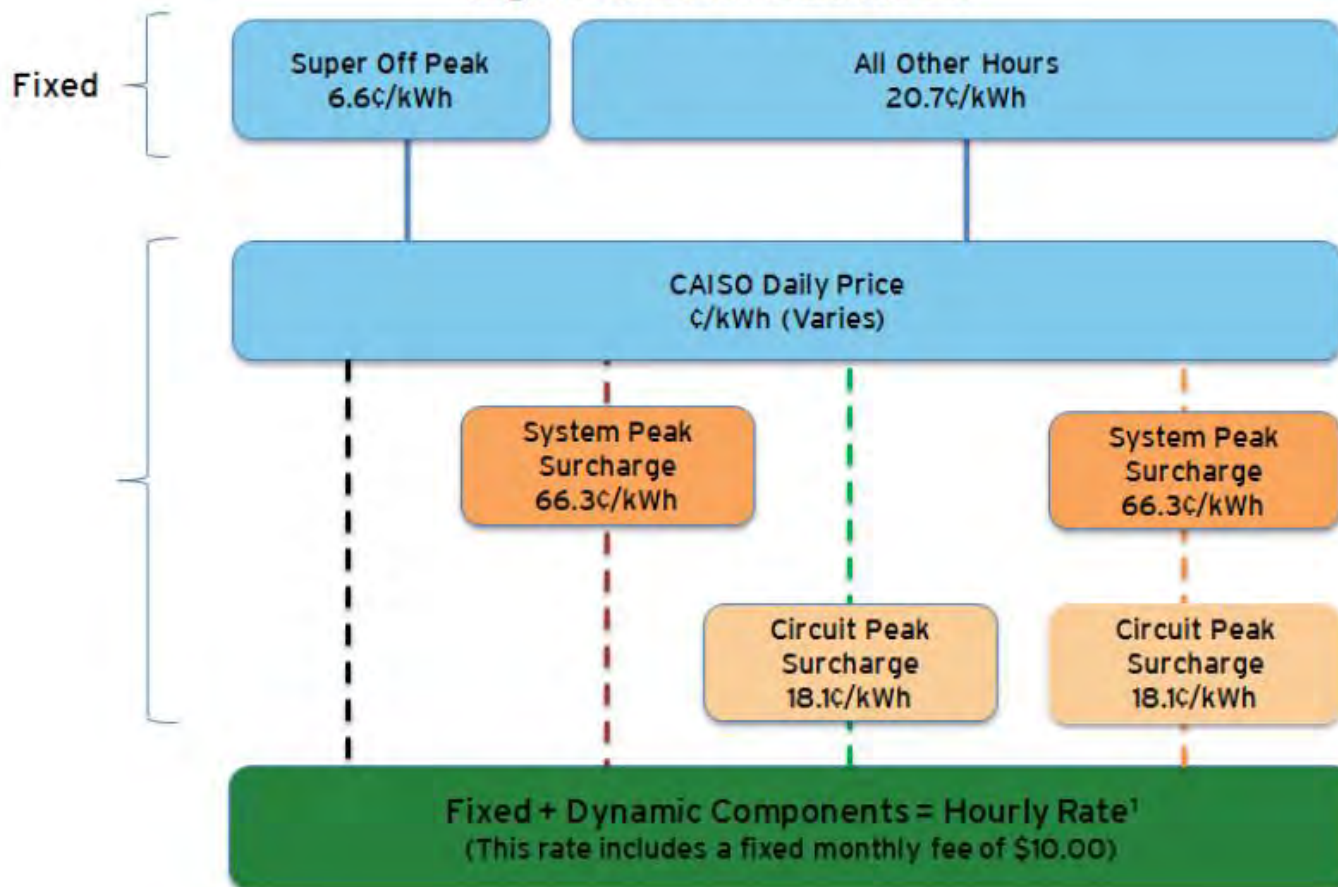 Fixed
Super Off Peak
6.6¢/kWh
All Other Hours
20.7¢/kWh
CAISO Daily Price
¢/kWh (Varies)
System Peak
Surcharge
66.3¢/kWh
System Peak
Surcharge
66.3¢/kWh
Circuit Peak
Surcharge
18.1¢/kWh
Circuit Peak
Surcharge
18.1¢/kWh
Fixed + Dynamic Components = Hourly Rate¹
(This rate includes a fixed monthly fee of $10.00)